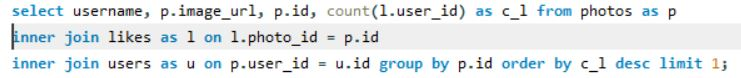 select username, p.image_url, p.id, count(l.user_id) as c_l from photos as p
inner join likes as l on l.photo_id = p.id
inner join users as u on p.user_id = u.id group by p.id order by c_l desc limit 1;